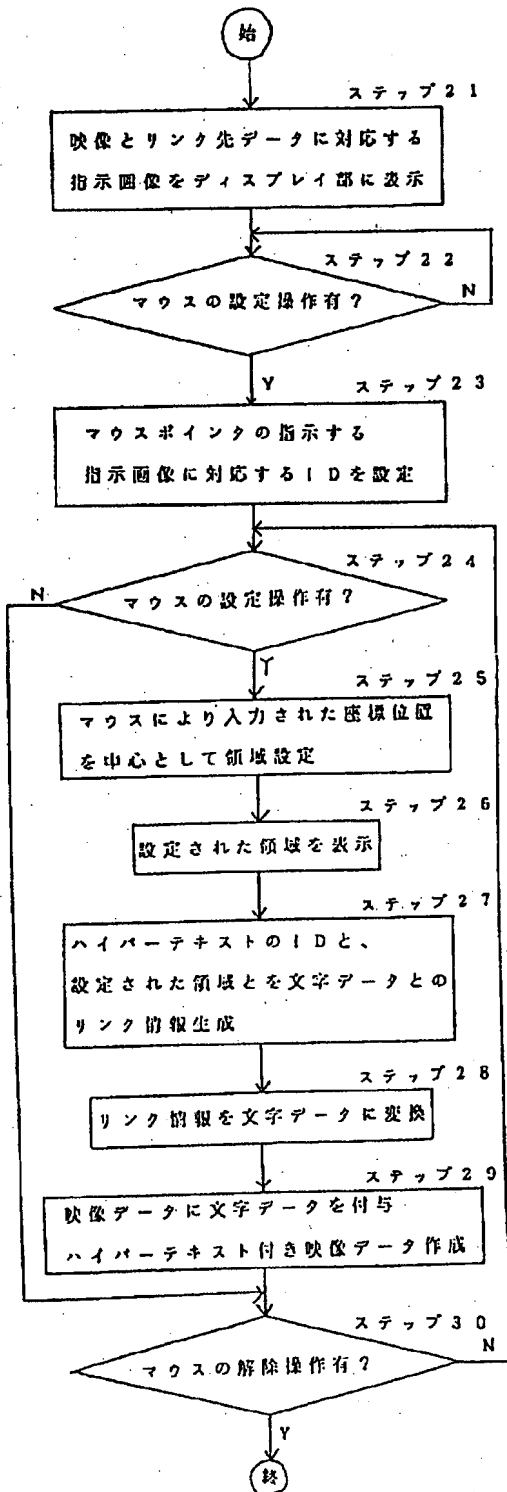 始
ステップ21
映像とリンク先データに対応する
指示画像をディスプレイ部に表示
ステップ22
マウスの設定操作有?
N
Y
ステップ23
マウスポインタの指示する
指示画像に対応するIDを設定
ステップ24
N
マウスの設定操作有?
Y
ステップ25
マウスにより入力された座標位置
を中心として領域設定
ステップ26
設定された領域を表示
ステップ27
ハイパーテキストのIDと、
設定された領域とを文字データとの
リンク情報生成
ステップ28
リンク情報を文字データに変換
ステップ29
映像データに文字データを付与
ハイパーテキスト付き映像データ作成
ステップ30
マウスの解除操作有?
N
Y
終